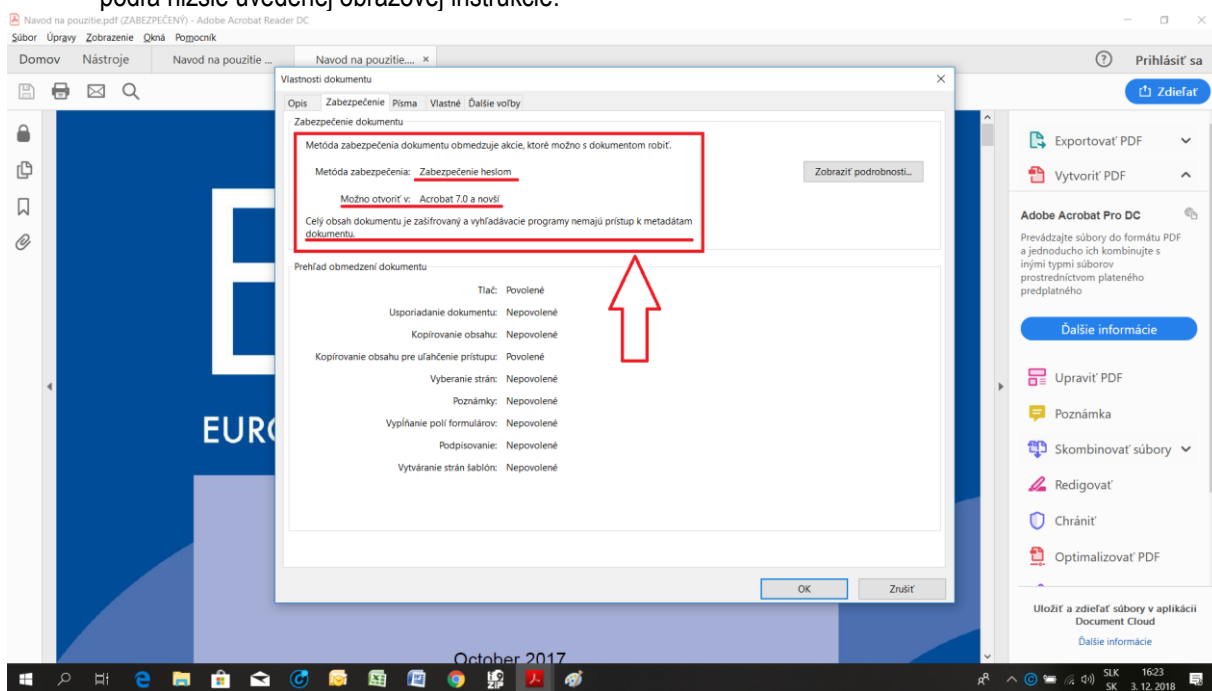 podľa nižšie uvedenej obrazovej inštrukcie:
Navod na pouzitie.pdf (ZABEZPEČENÝ) - Adobe Acrobat Reader DC
Súbor Úpravy Zobrazenie Okná Pomocník
Domov Nástroje Navod na pouzitie ... Navod na pouzitie.... × Prihlásiť sa
Zdieľať
Vlastnosti dokumentu
Opis Zabezpečenie Písma Vlastné Ďalšie voľby
Zabezpečenie dokumentu
Metóda zabezpečenia dokumentu obmedzuje akcie, ktoré možno s dokumentom robiť.
Metóda zabezpečenia: Zabezpečenie heslom
Zobraziť podrobnosti...
Možno otvoriť v: Acrobat 7.0 a novší
Celý obsah dokumentu je zašifrovaný a vyhľadávacie programy nemajú prístup k metadátam
dokumentu.
Prehľad obmedzení dokumentu
Tlač: Povolené
Usporiadanie dokumentu: Nepovolené
Kopírovanie obsahu: Nepovolené
Kopírovanie obsahu pre uľahčenie prístupu: Povolené
Vyberanie strán: Nepovolené
Poznámky: Nepovolené
Vypĺňanie polí formulárov: Nepovolené
Podpisovanie: Nepovolené
Vytváranie strán šablón: Nepovolené
OK Zrušiť
E
EURO
October 2017
Exportovať PDF
Vytvoriť PDF
Adobe Acrobat Pro DC
Prevádzajte súbory do formátu PDF
a jednoducho ich kombinujte s
inými typmi súborov
prostredníctvom plateného
predplatného
Ďalšie informácie
Upraviť PDF
Poznámka
Skombinovať súbory
Redigovať
Chrániť
Optimalizovať PDF
Uložiť a zdieľať súbory v aplikácii
Document Cloud
Ďalšie informácie
SLK 16:23
SK 3. 12. 2018